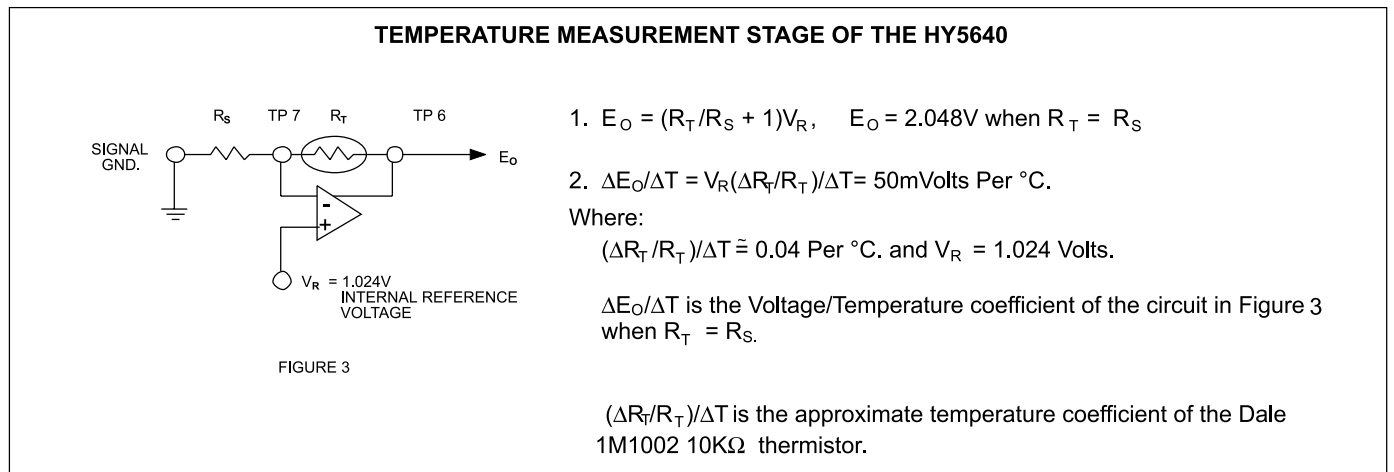 TEMPERATURE MEASUREMENT STAGE OF THE HY5640
RS TP 7 RT TP 6
SIGNAL
GND.
EO
-
+
VR = 1.024V
INTERNAL REFERENCE
VOLTAGE
FIGURE 3
1. EO = (RT/RS + 1)VR, EO = 2.048V when RT = RS
2. ΔEO/ΔT = VR(ΔRT/RT)/ΔT= 50mVolts Per °C.
Where:
(ΔRT/RT)/ΔT ≅ 0.04 Per °C. and VR = 1.024 Volts.
ΔEO/ΔT is the Voltage/Temperature coefficient of the circuit in Figure 3
when RT = RS.
(ΔRT/RT)/ΔT is the approximate temperature coefficient of the Dale
1M1002 10KΩ thermistor.